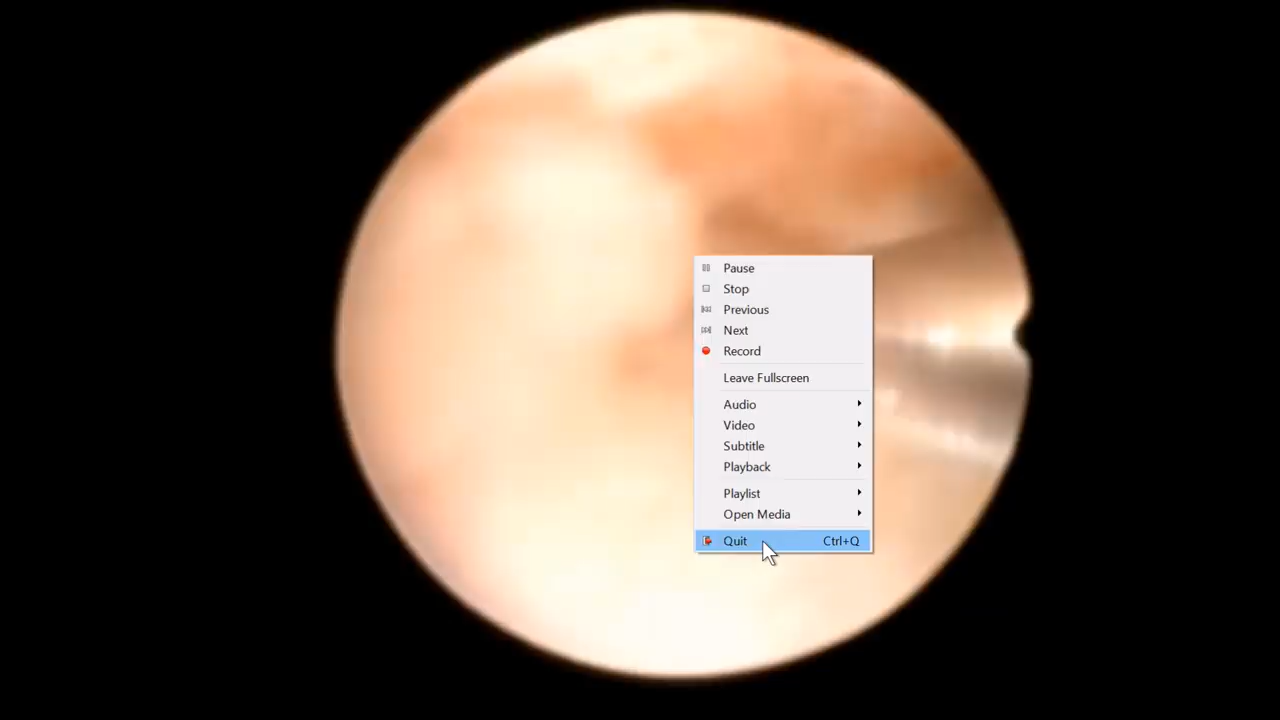 Pause
Stop
Previous
Next
Record
Leave Fullscreen
Audio
Video
Subtitle
Playback
Playlist
Open Media
Quit Ctrl+Q